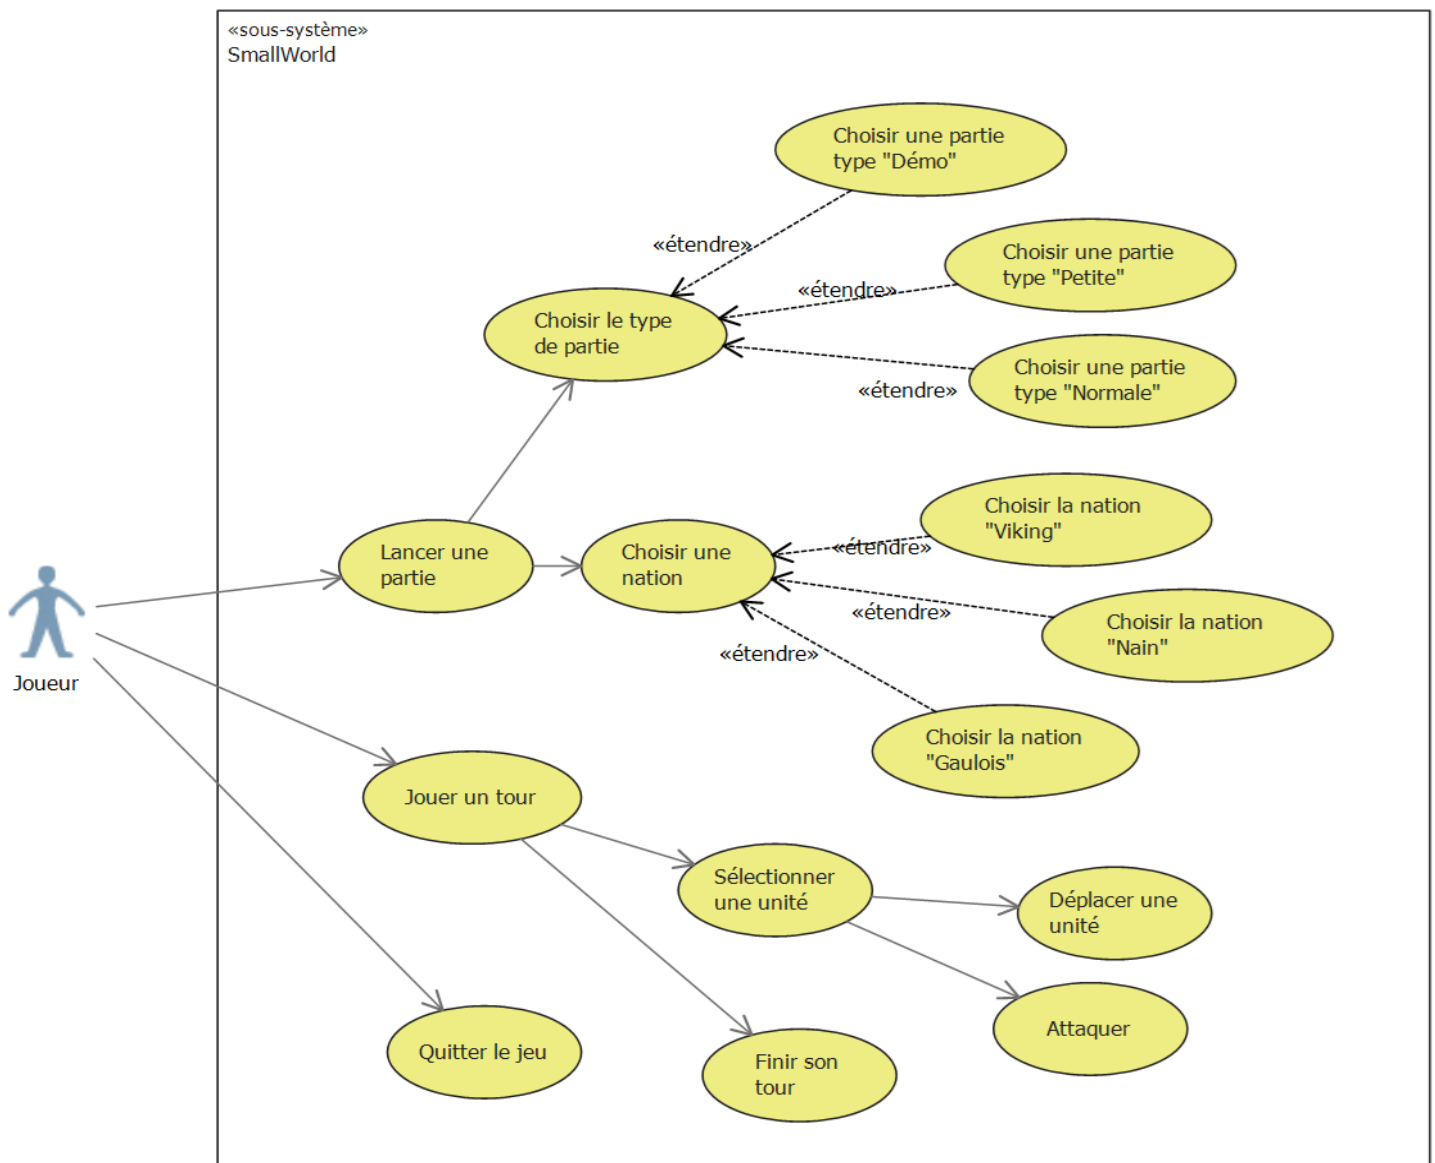 «sous-système»
SmallWorld
Choisir une partie
type "Démo"
«étendre»
Choisir une partie
type "Petite"
«étendre»
Choisir le type
de partie
Choisir une partie
type "Normale"
«étendre»
Choisir la nation
"Viking"
«étendre»
Lancer une
partie
Choisir une
nation
«étendre»
Choisir la nation
"Nain"
«étendre»
Joueur
Choisir la nation
"Gaulois"
Jouer un tour
Sélectionner
une unité
Déplacer une
unité
Attaquer
Quitter le jeu
Finir son
tour